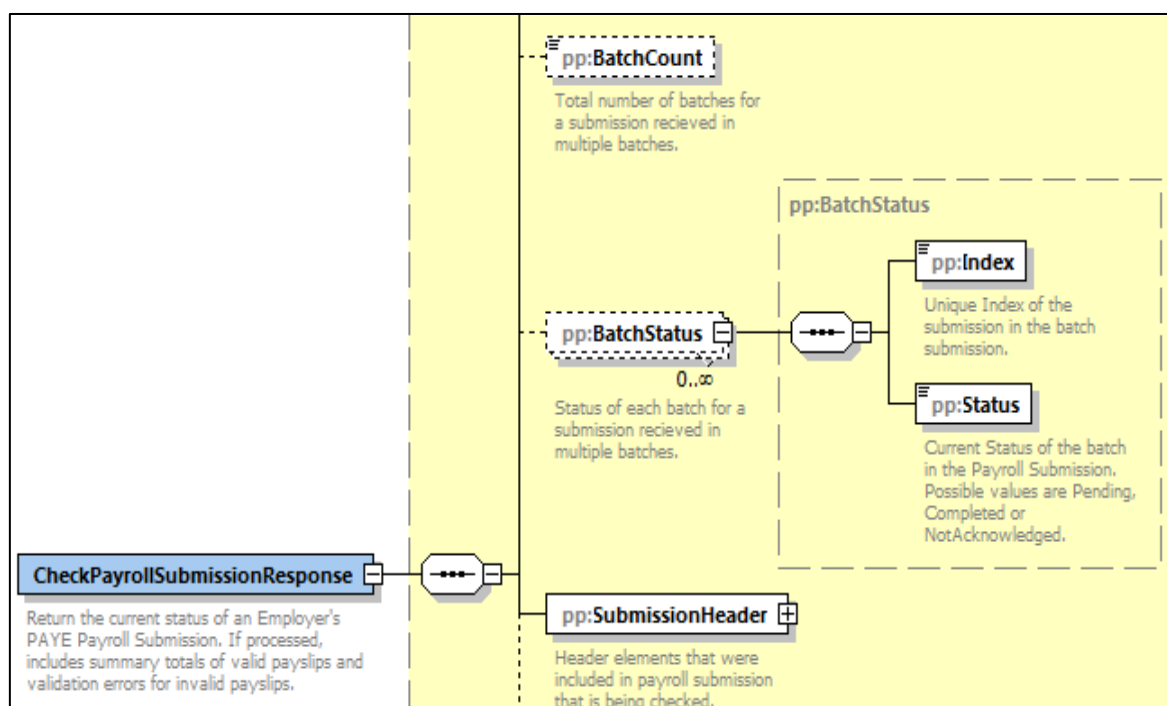 pp:BatchCount
Total number of batches for
a submission recieved in
multiple batches.
pp:BatchStatus
pp:Index
Unique Index of the
submission in the batch
submission.
pp:BatchStatus
0..∞
Status of each batch for a
submission recieved in
multiple batches.
pp:Status
Current Status of the batch
in the Payroll Submission.
Possible values are Pending,
Completed or
NotAcknowledged.
CheckPayrollSubmissionResponse
Return the current status of an Employer's
PAYE Payroll Submission. If processed,
includes summary totals of valid payslips and
validation errors for invalid payslips.
pp:SubmissionHeader
Header elements that were
included in payroll submission
that is being checked.